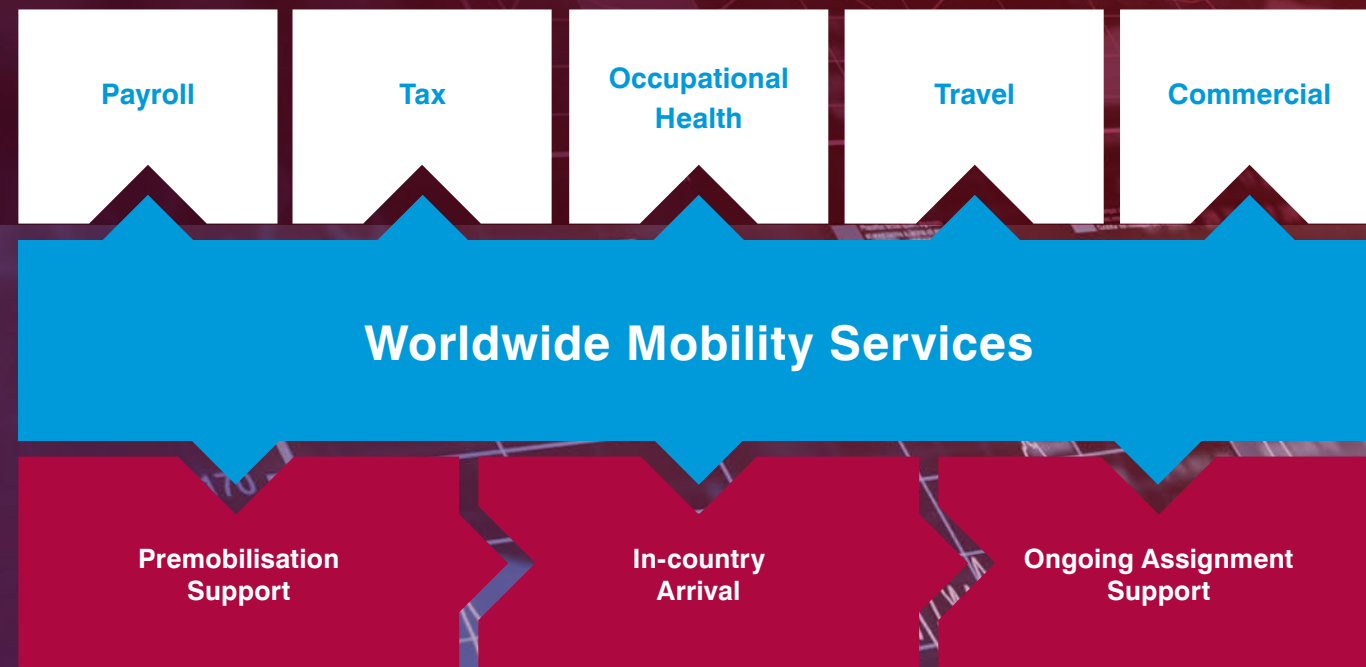 Payroll
Tax
Occupational
Health
Travel
Commercial
Worldwide Mobility Services
Premobilisation
Support
In-country
Arrival
Ongoing Assignment
Support